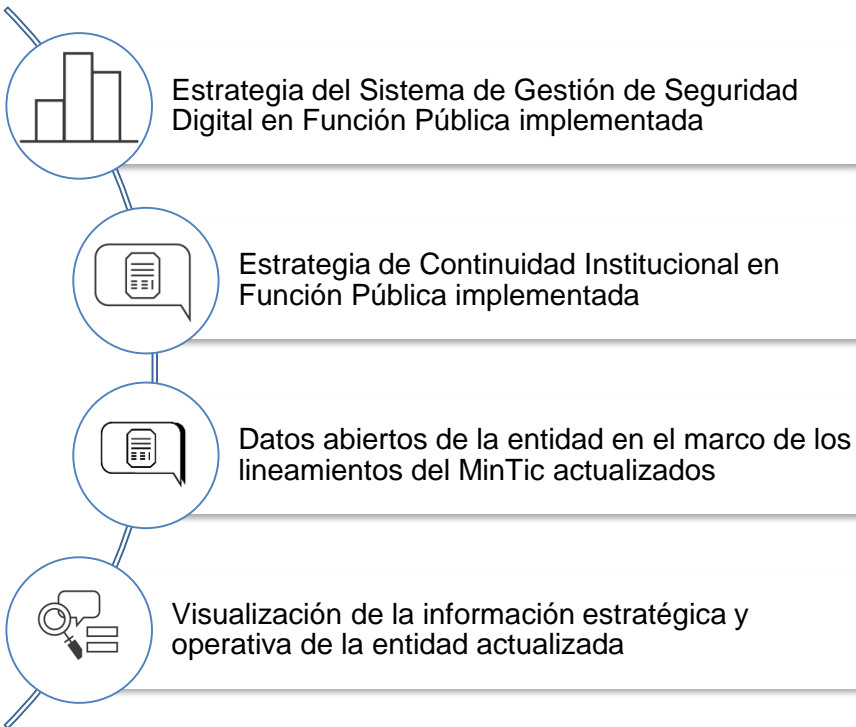 Estrategia del Sistema de Gestión de Seguridad
Digital en Función Pública implementada
Estrategia de Continuidad Institucional en
Función Pública implementada
Datos abiertos de la entidad en el marco de los
lineamientos del MinTic actualizados
Visualización de la información estratégica y
operativa de la entidad actualizada